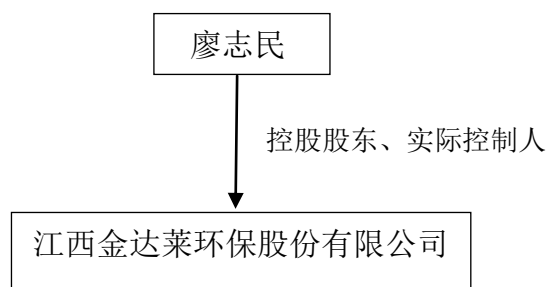 廖志民
控股股东、实际控制人
江西金达莱环保股份有限公司